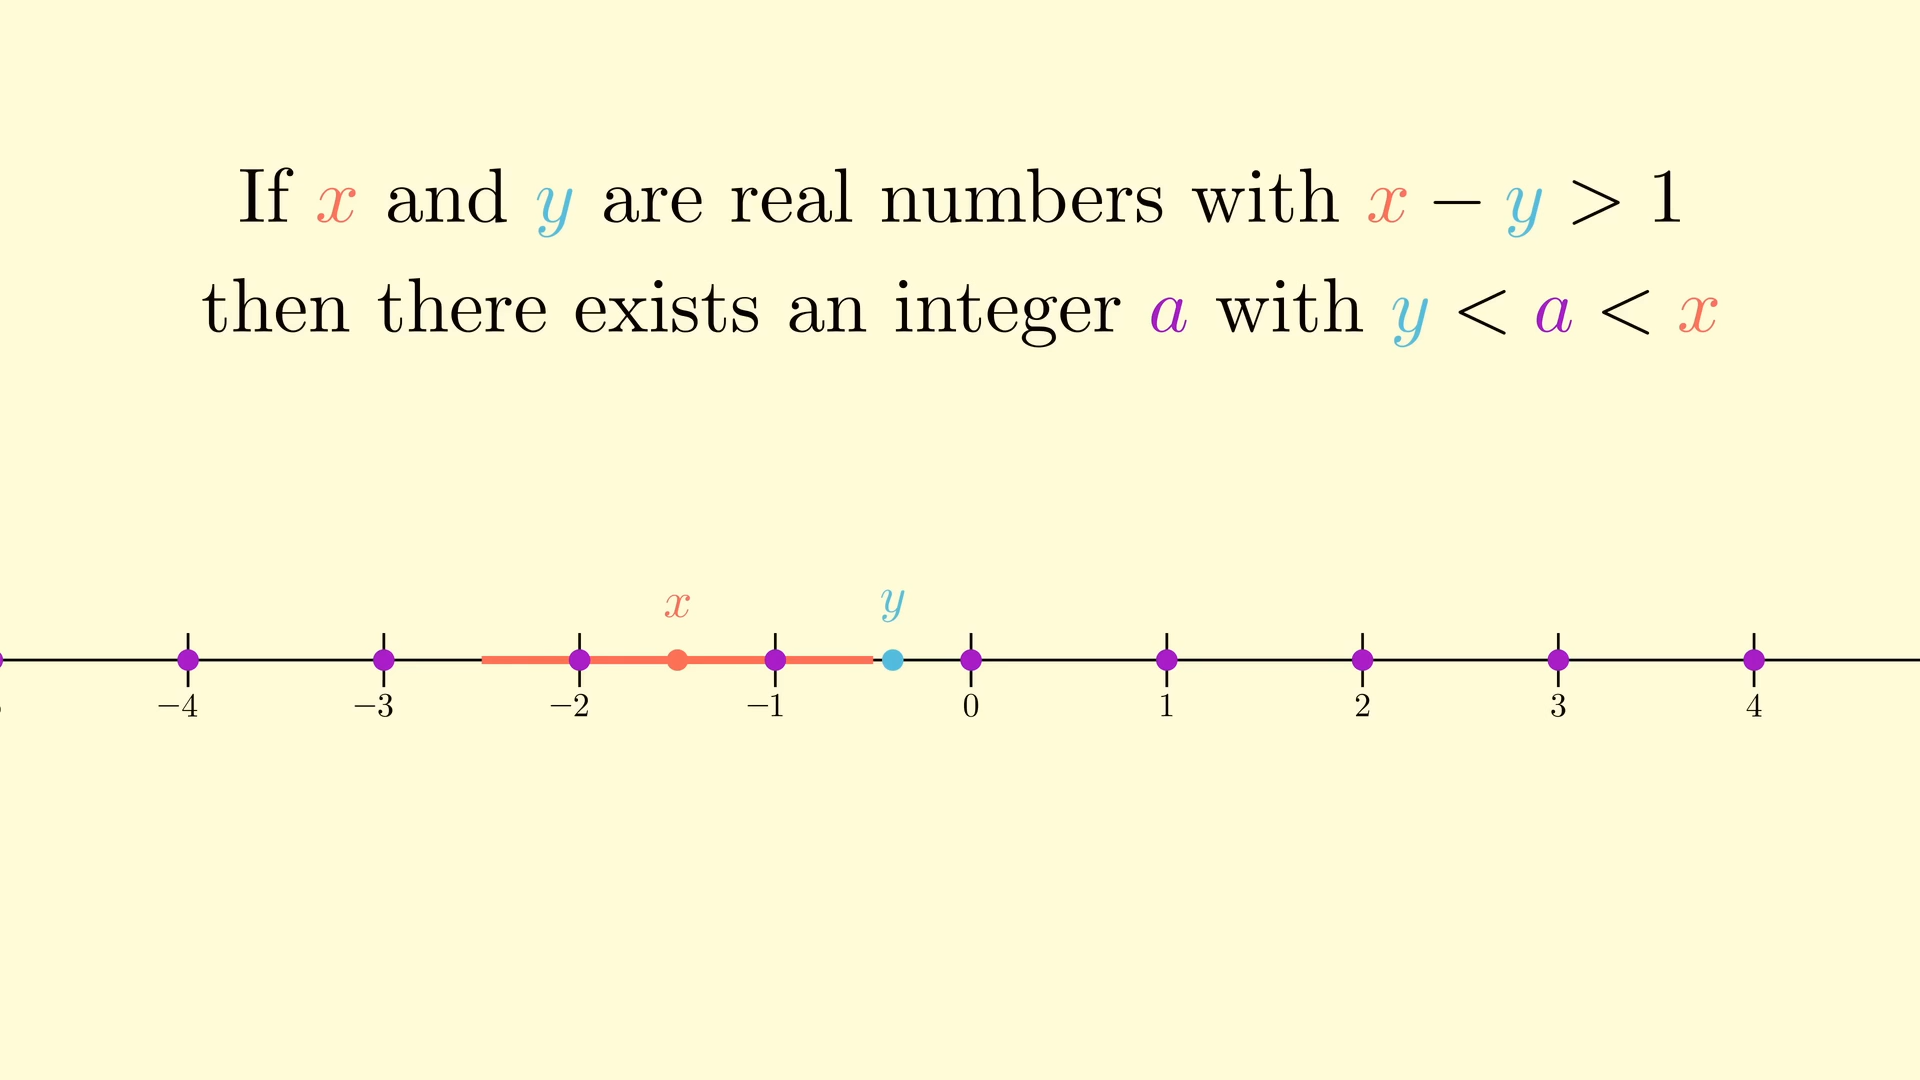 If x and y are real numbers with x − y > 1
then there exists an integer a with y < a < x
x y
−4 −3 −2 −1 0 1 2 3 4